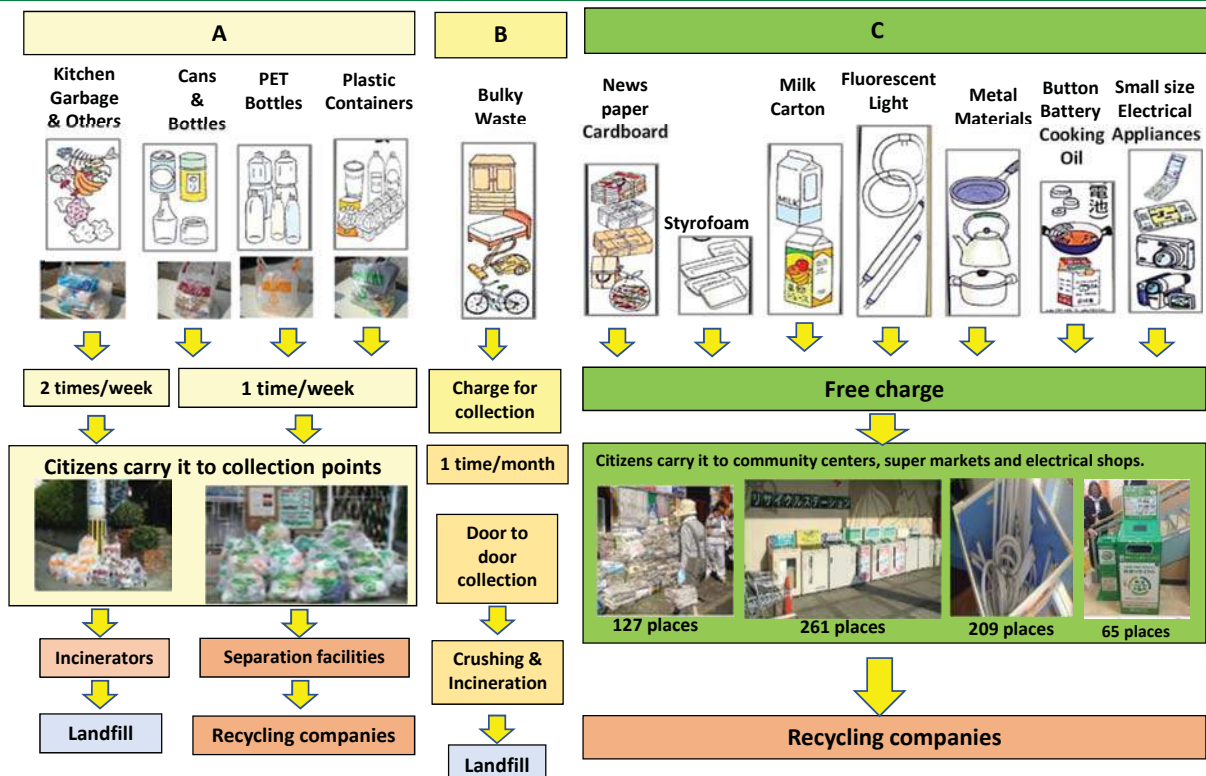 A
B
C
Kitchen
Garbage
& Others
Cans
&
Bottles
PET
Bottles
Plastic
Containers
Bulky
Waste
News
paper
Cardboard
Styrofoam
Milk
Carton
Fluorescent
Light
Metal
Materials
Button
Battery
Cooking
Oil
Small size
Electrical
Appliances
MILK
電
池
2 times/week
1 time/week
Charge for
collection
Free charge
Citizens carry it to collection points
1 time/month
Citizens carry it to community centers, super markets and electrical shops.
リサイクルステーション
Door to
door
collection
127 places
261 places
209 places
65 places
Incinerators
Separation facilities
Crushing &
Incineration
Landfill
Recycling companies
Landfill
Recycling companies